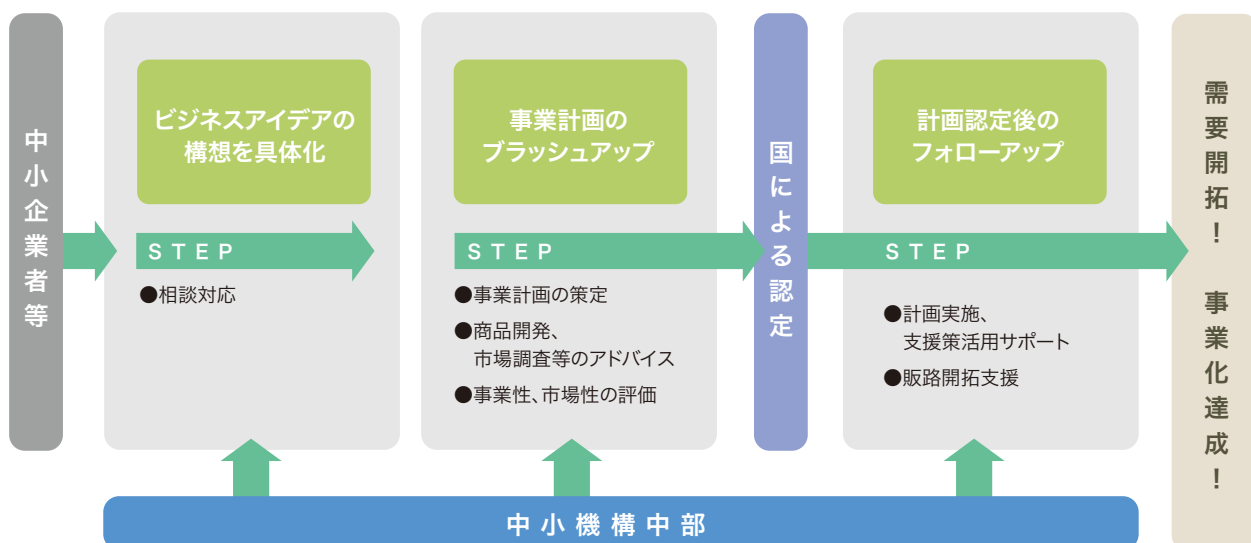 中小企業者等
ビジネスアイデアの
構想を具体化
STEP
●相談対応
事業計画の
ブラッシュアップ
STEP
●事業計画の策定
●商品開発、
市場調査等のアドバイス
●事業性、市場性の評価
国による認定
計画認定後の
フォローアップ
STEP
●計画実施、
支援策活用サポート
●販路開拓支援
需要開拓！ 事業化達成！
中小機構中部